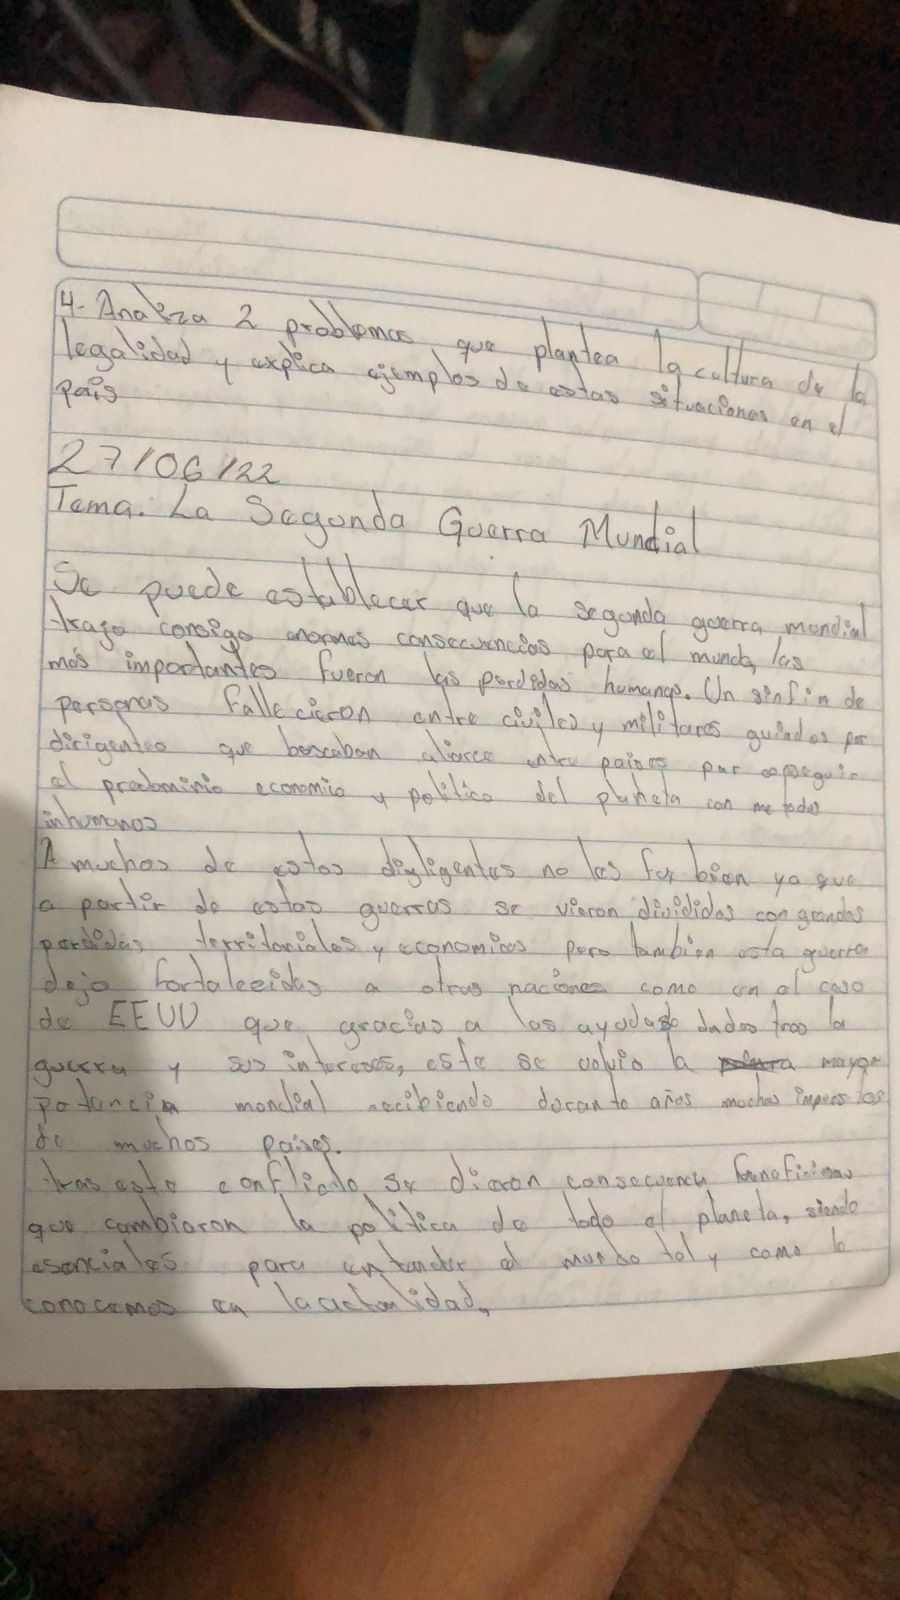 4- Analiza 2 problemas que plantea la cultura de la
legalidad y explica ejemplos de estas situaciones en el
país
27/06/22
Tema: La Segunda Guerra Mundial
Se puede establecer que la segunda guerra mundial
trajo consigo enormes consecuencias para el mundo, las
más importantes fueron las perdidas humanas. Un sinfin de
personas fallecieron entre civiles y militares guiados por
dirigentes que buscaban aliarce entre paises par conseguir
el predominio economico y politico del planeta con metodos
inhumanos
A muchos de estos digligentes no les fue bien ya que
a partir de estas guerras se vieron divididas con grandes
perdidas territoriales y economicas pero tambien esta guerra
dejo fortalecidas a otras naciones como en el caso
de EEUU que gracias a las ayudas dadas tras la
guerra y sus intereses, este se volvio la mayor
potencia mondial recibiendo durante años muchos impuestos
de muchos paises.
tras este conflicto se dieron consecuencias
que cambiaron la politica de todo el planeta, siendo
esenciales para entender el mundo tal y como lo
conocemos en la actualidad.